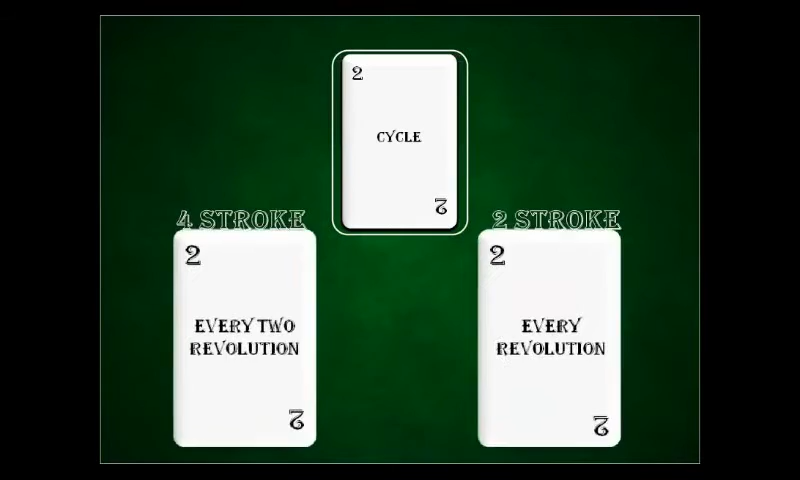 2
CYCLE
2
4 STROKE
2 STROKE
2
EVERY TWO
REVOLUTION
2
2
EVERY
REVOLUTION
2